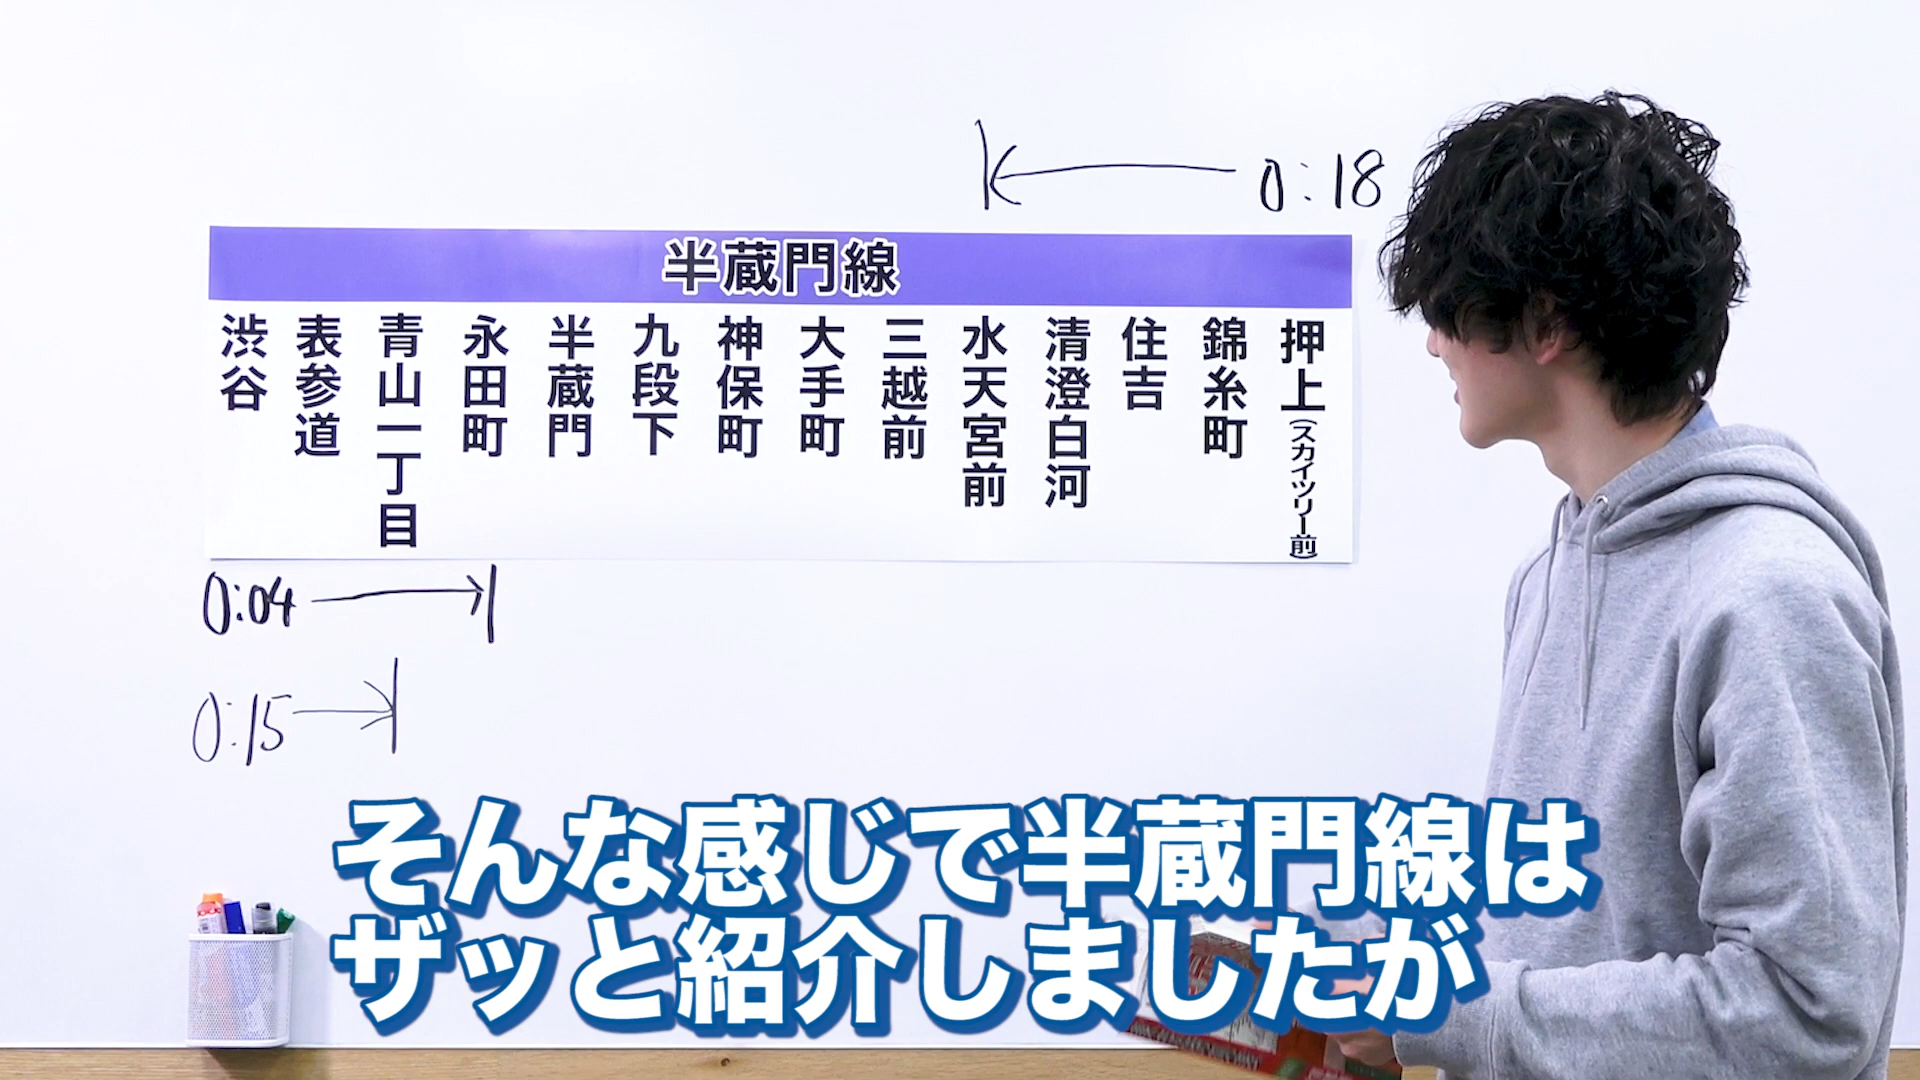 0:18
半蔵門線
渋谷
表参道
青山一丁目
永田町
半蔵門
九段下
神保町
大手町
三越前
水天宮前
清澄白河
住吉
錦糸町
押上(スカイツリー前)
0:04
0:15
そんな感じで半蔵門線は
ザッと紹介しましたが